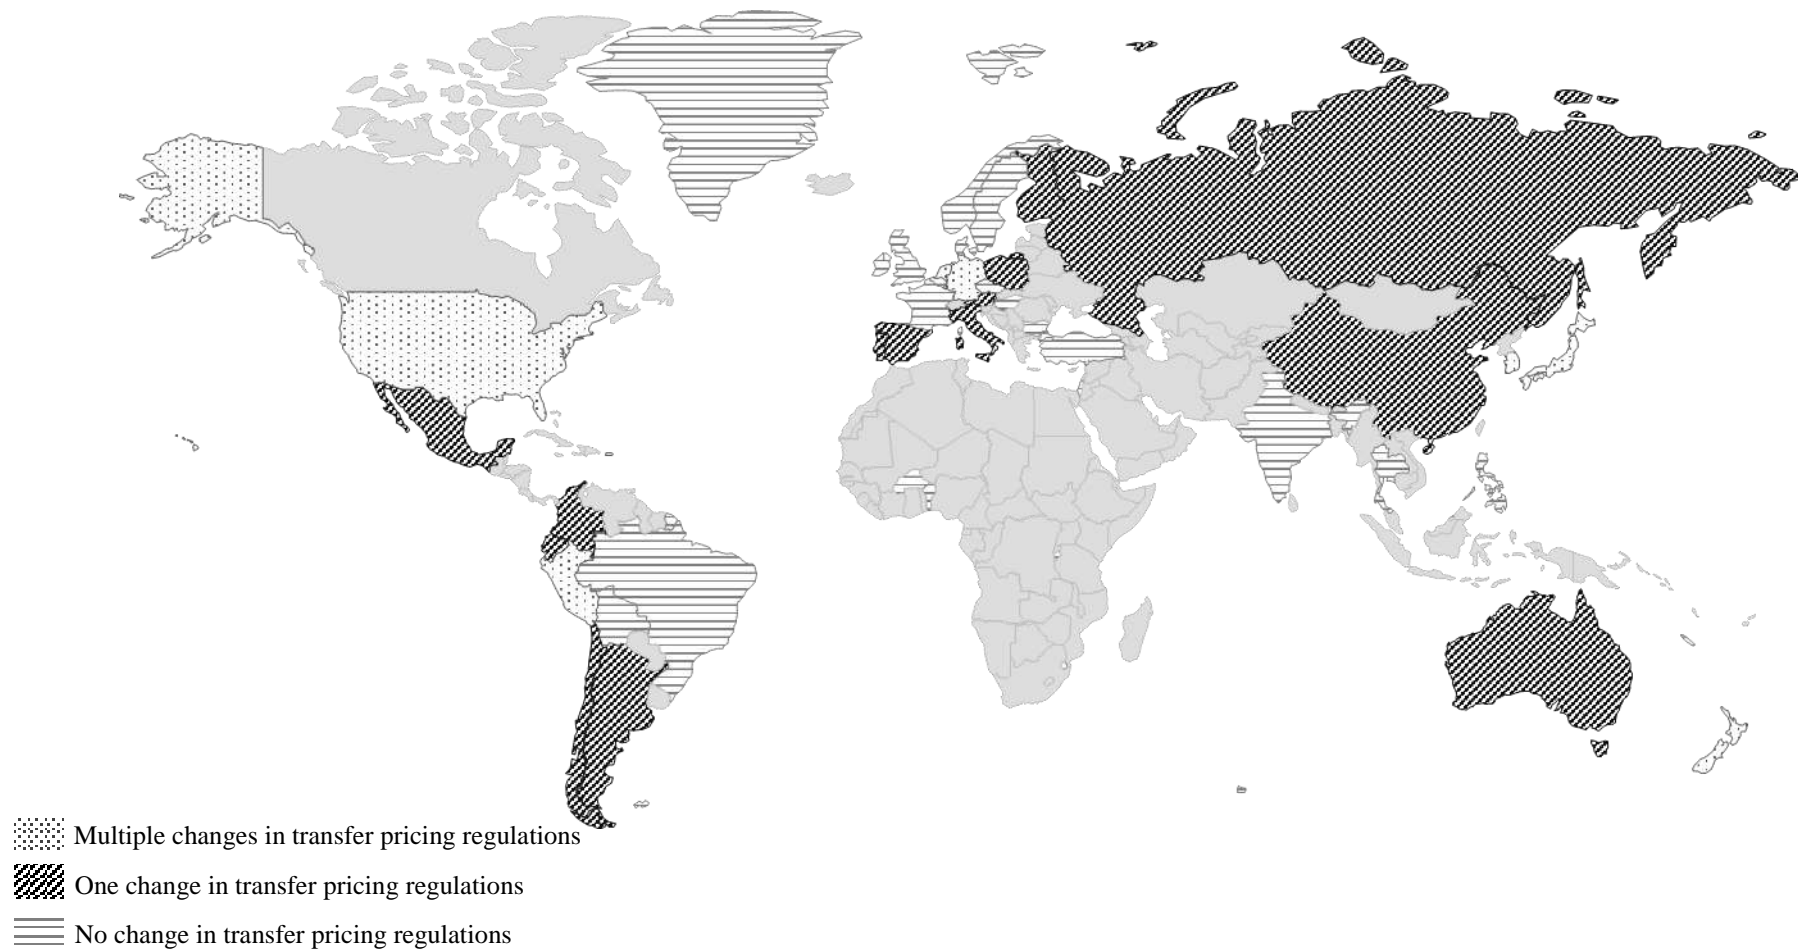 Multiple changes in transfer pricing regulations
One change in transfer pricing regulations
No change in transfer pricing regulations